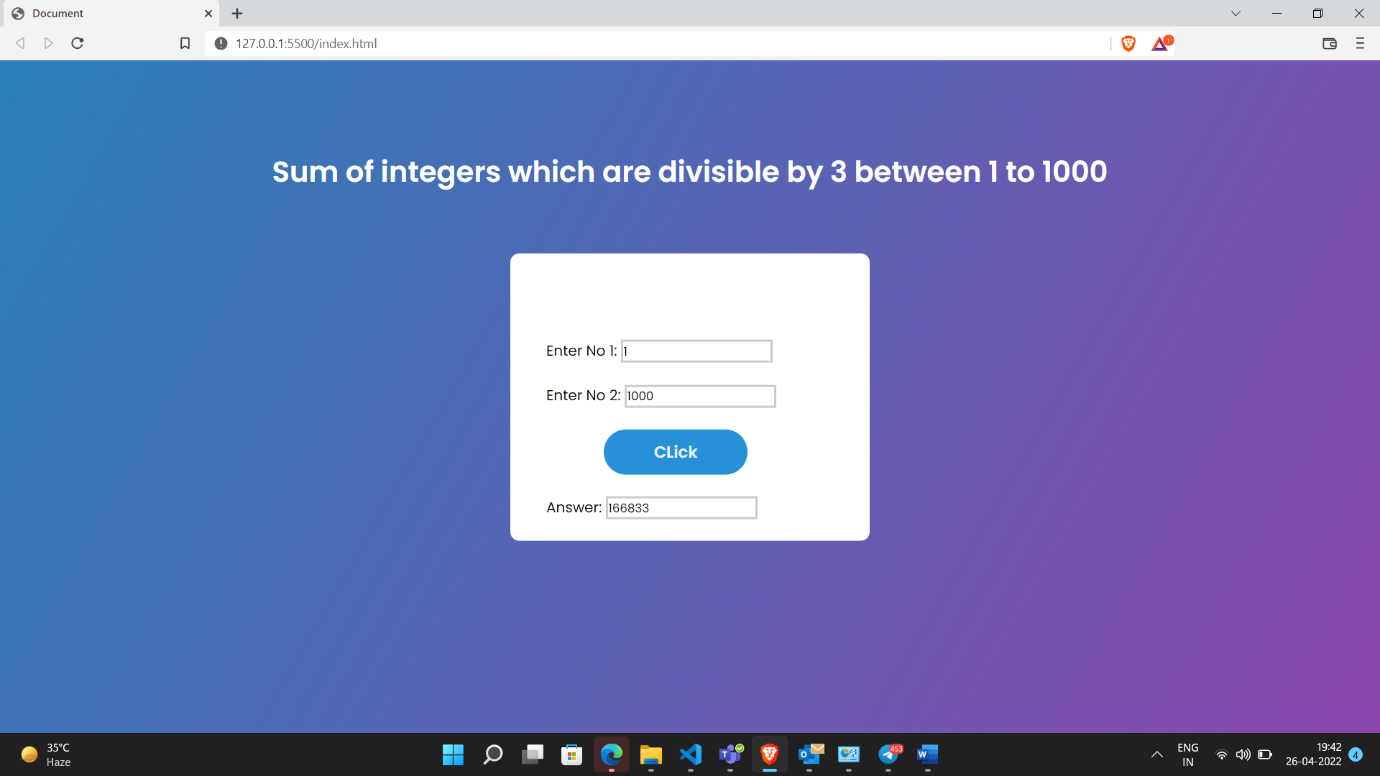 Document
127.0.0.1:5500/index.html
Sum of integers which are divisible by 3 between 1 to 1000
Enter No 1: 1
Enter No 2: 1000
CLick
Answer: 166833
35°C
Haze
453
W
ENG
IN
19:42
26-04-2022
4